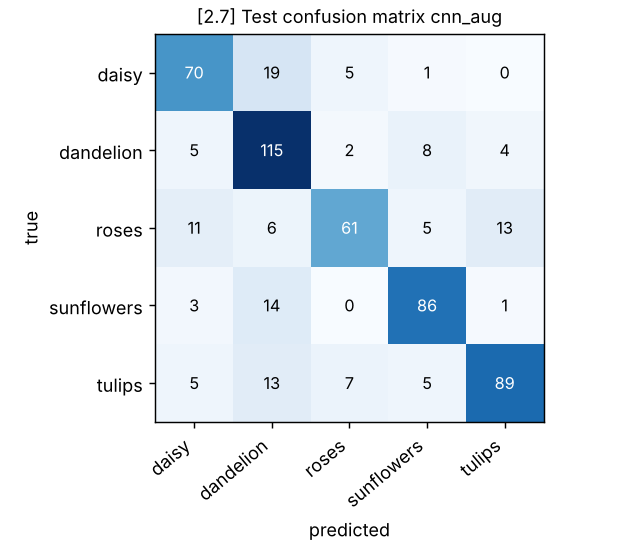 [2.7] Test confusion matrix cnn_aug
daisy 70 19 5 1 0
dandelion 5 115 2 8 4
true
roses 11 6 61 5 13
sunflowers 3 14 0 86 1
tulips 5 13 7 5 89
daisy dandelion roses sunflowers tulips
predicted